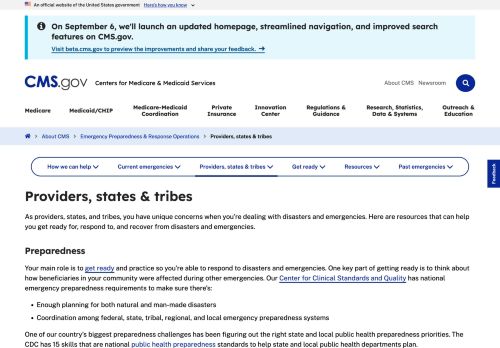 An official website of the United States government Here's how you know
On September 6, we'll launch an updated homepage, streamlined navigation, and improved search
features on CMS.gov.
Visit beta.cms.gov to preview the improvements and share your feedback. →
CMS.gov Centers for Medicare & Medicaid Services
About CMS Newsroom
Medicare Medicaid/CHIP Medicare-Medicaid Coordination Private Insurance Innovation Center Regulations & Guidance Research, Statistics, Data & Systems Outreach & Education
About CMS > Emergency Preparedness & Response Operations > Providers, states & tribes
How we can help Current emergencies Providers, states & tribes Get ready Resources Past emergencies
Feedback
Providers, states & tribes
As providers, states, and tribes, you have unique concerns when you're dealing with disasters and emergencies. Here are resources that can help
you get ready for, respond to, and recover from disasters and emergencies.
Preparedness
Your main role is to get ready and practice so you're able to respond to disasters and emergencies. One key part of getting ready is to think about
how beneficiaries in your community were affected during other emergencies. Our Center for Clinical Standards and Quality has national
emergency preparedness requirements to make sure there's:
• Enough planning for both natural and man-made disasters
• Coordination among federal, state, tribal, regional, and local emergency preparedness systems
One of our country's biggest preparedness challenges has been figuring out the right state and local public health preparedness priorities. The
CDC has 15 skills that are national public health preparedness standards to help state and local public health departments plan.